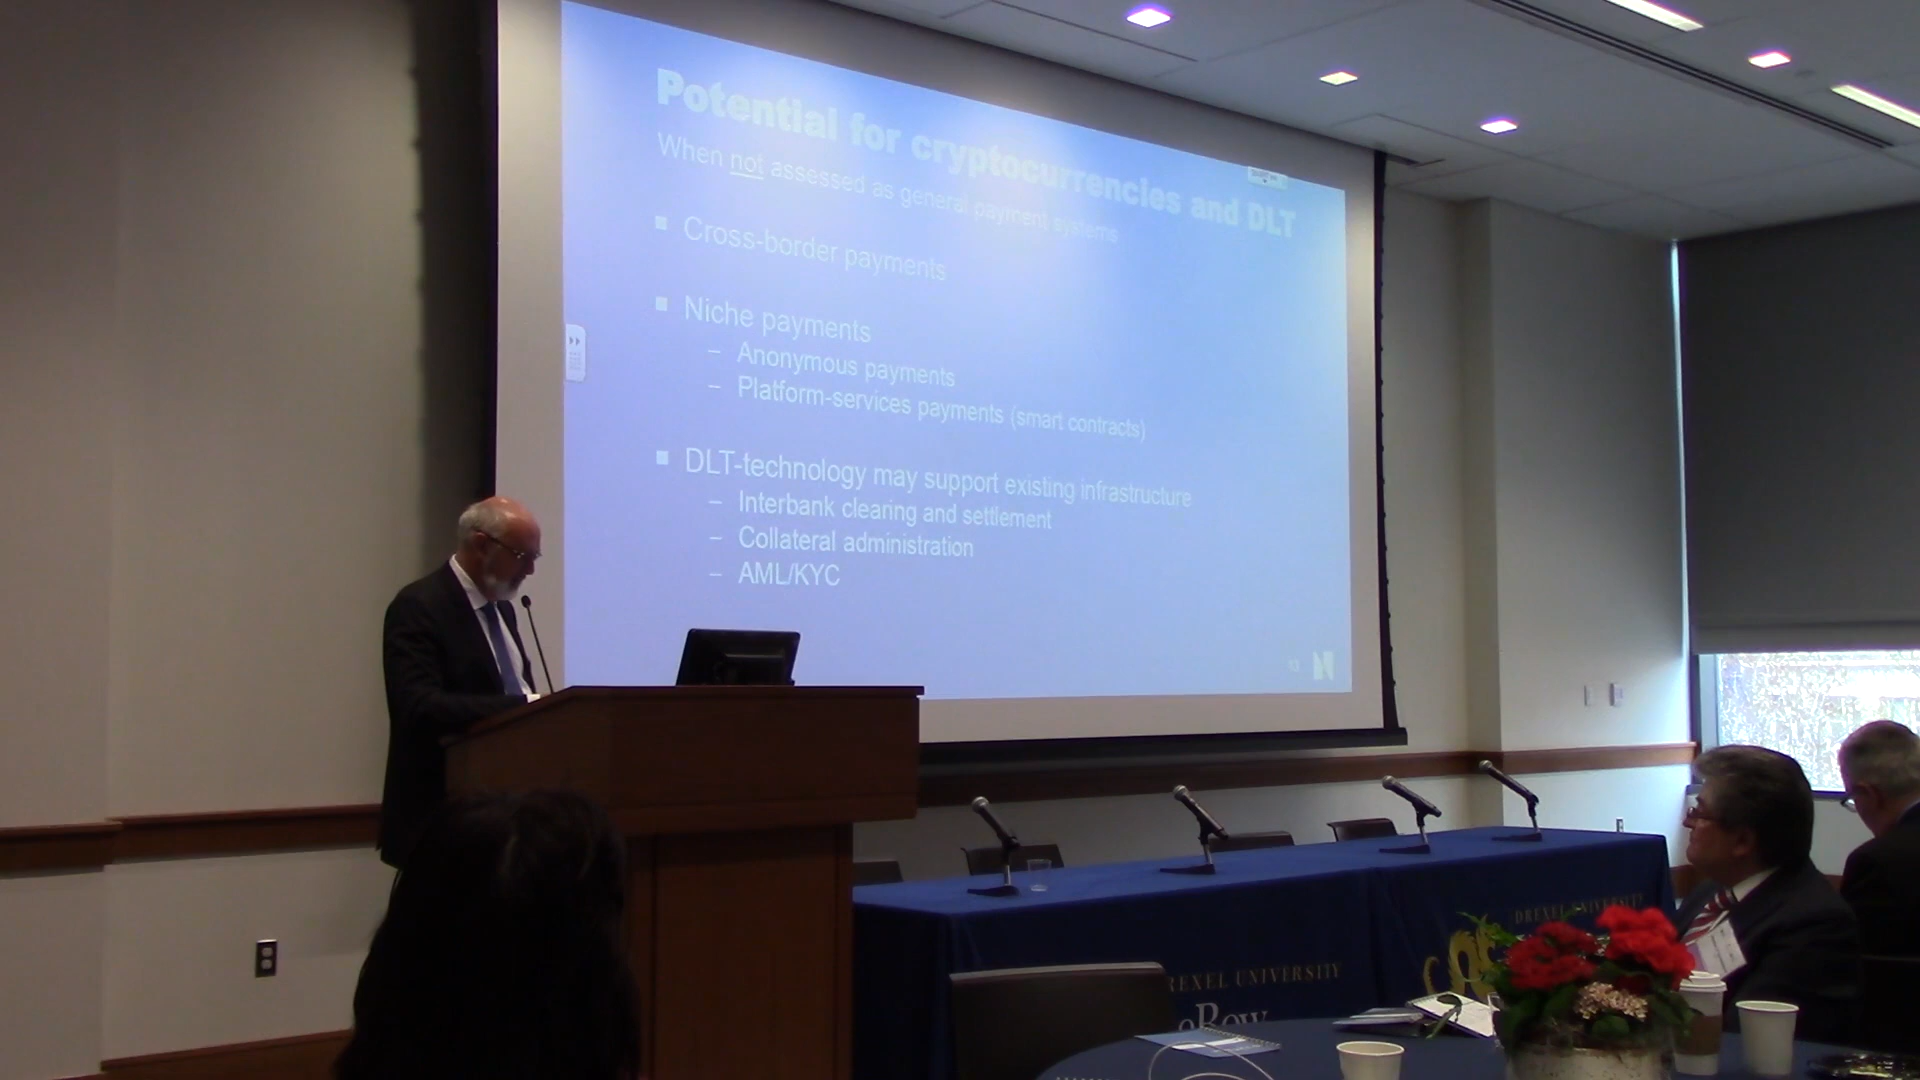 Potential for cryptocurrencies and DLT
When not assessed as general payment systems
▪ Cross-border payments
▪ Niche payments
– Anonymous payments
– Platform-services payments (smart contracts)
▪ DLT-technology may support existing infrastructure
– Interbank clearing and settlement
– Collateral administration
– AML/KYC
13
DREXEL UNIVERSITY
REXEL UNIVERSITY